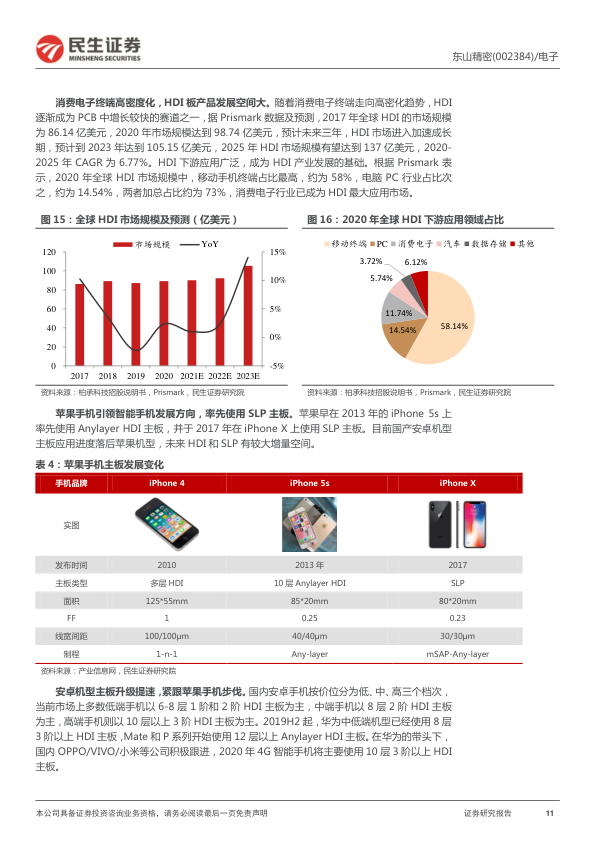 民生证券
MINSHENG SECURITIES
东山精密(002384)/电子
消费电子终端高密度化，HDI 板产品发展空间大。随着消费电子终端走向高密化趋势，HDI
逐渐成为 PCB 中增长较快的赛道之一，据 Prismark 数据及预测，2017 年全球 HDI 的市场规模
为 86.14 亿美元，2020 年市场规模达到 98.74 亿美元，预计未来三年，HDI 市场进入加速成长
期，预计到 2023 年达到 105.15 亿美元，2025 年 HDI 市场规模有望达到 137 亿美元，2020-
2025 年 CAGR 为 6.77%。HDI 下游应用广泛，成为 HDI 产业发展的基础。根据 Prismark 表
示，2020 年全球 HDI 市场规模中，移动手机终端占比最高，约为 58%，电脑 PC 行业占比次
之，约为 14.54%，两者加总占比约为 73%，消费电子行业已成为 HDI 最大应用市场。
图 15：全球 HDI 市场规模及预测（亿美元）
市场规模 YoY
120 15%
100 10%
80
60 5%
40 0%
20
0 -5%
2017 2018 2019 2020 2021E 2022E 2023E
资料来源：柏承科技招股说明书，Prismark，民生证券研究院
图 16：2020 年全球 HDI 下游应用领域占比
移动终端 PC 消费电子 汽车 数据存储 其他
3.72% 6.12%
5.74%
11.74%
14.54% 58.14%
资料来源：柏承科技招股说明书，Prismark，民生证券研究院
苹果手机引领智能手机发展方向，率先使用 SLP 主板。苹果早在 2013 年的 iPhone 5s 上
率先使用 Anylayer HDI 主板，并于 2017 年在 iPhone X 上使用 SLP 主板。目前国产安卓机型
主板应用进度落后苹果机型，未来 HDI 和 SLP 有较大增量空间。
表 4：苹果手机主板发展变化
手机品牌 iPhone 4 iPhone 5s iPhone X
实图
发布时间 2010 2013 年 2017
主板类型 多层 HDI 10 层 Anylayer HDI SLP
面积 125*55mm 85*20mm 80*20mm
FF 1 0.25 0.23
线宽间距 100/100μm 40/40μm 30/30μm
制程 1-n-1 Any-layer mSAP-Any-layer
资料来源：产业信息网，民生证券研究院
安卓机型主板升级提速，紧跟苹果手机步伐。国内安卓手机按价位分为低、中、高三个档次，
当前市场上多数低端手机以 6-8 层 1 阶和 2 阶 HDI 主板为主，中端手机以 8 层 2 阶 HDI 主板
为主，高端手机则以 10 层以上 3 阶 HDI 主板为主。2019H2 起，华为中低端机型已经使用 8 层
3 阶以上 HDI 主板，Mate 和 P 系列开始使用 12 层以上 Anylayer HDI 主板。在华为的带头下，
国内 OPPO/VIVO/小米等公司积极跟进，2020 年 4G 智能手机将主要使用 10 层 3 阶以上 HDI
主板。
本公司具备证券投资咨询业务资格，请务必阅读最后一页免责声明 证券研究报告 11